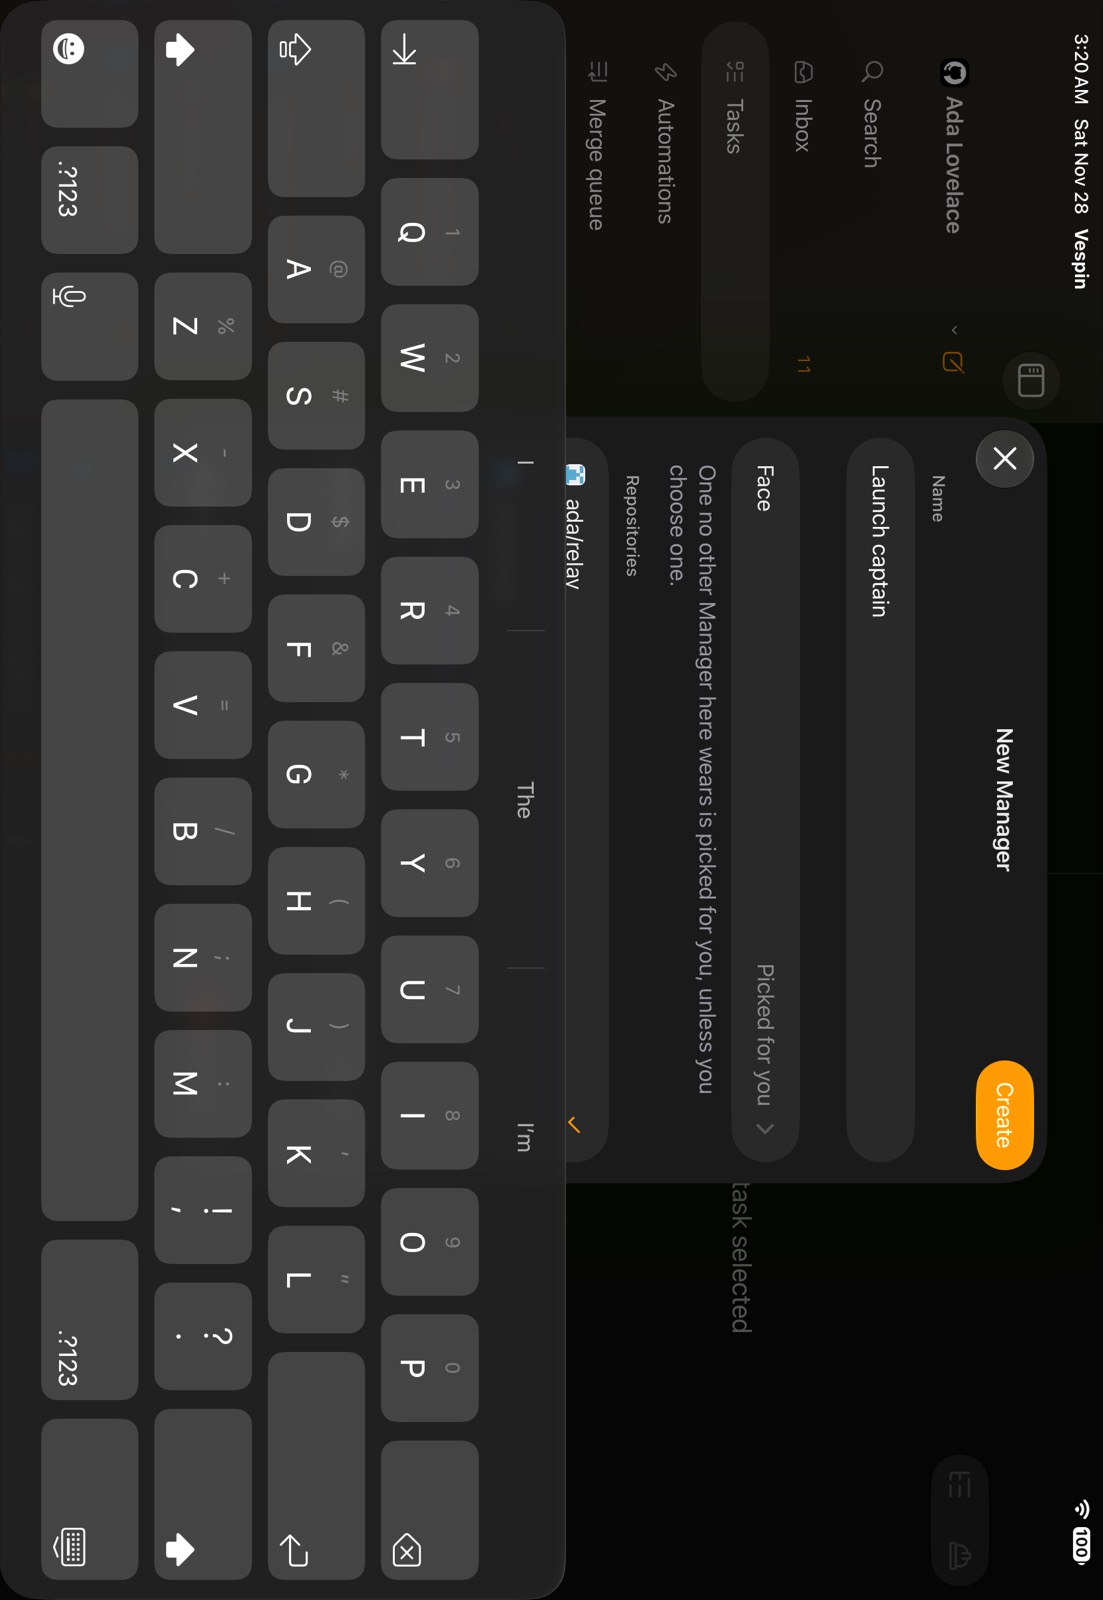 3:20 AM Sat Nov 28 Vespin
100
New Manager
Create
Ada Lovelace
Name
Launch captain
Search
Inbox 11
Face Picked for you
One no other Manager here wears is picked for you, unless you
choose one.
task selected
Tasks
Automations
Repositories
Merge queue
ada/relay
I The I'm
1 2 3 4 5 6 7 8 9 0
Q W E R T Y U I O P
@ # $ & * ( ) ' "
A S D F G H J K L
% - + = / ; : ! ?
Z X C V B N M , .
.?123 .?123